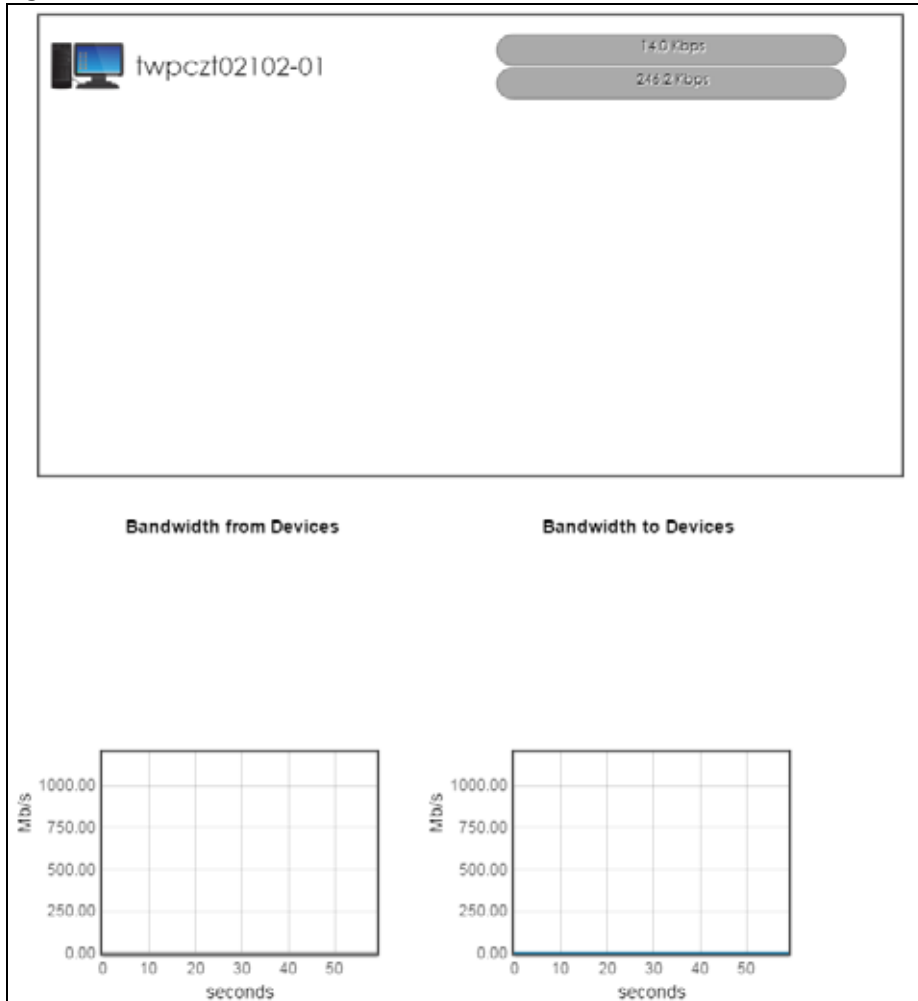 twpczt02102-01
14.0 Kbps
246.2 Kbps
Bandwidth from Devices
Bandwidth to Devices
Mb/s
1000.00
750.00
500.00
250.00
0.00
0 10 20 30 40 50
seconds
Mb/s
1000.00
750.00
500.00
250.00
0.00
0 10 20 30 40 50
seconds